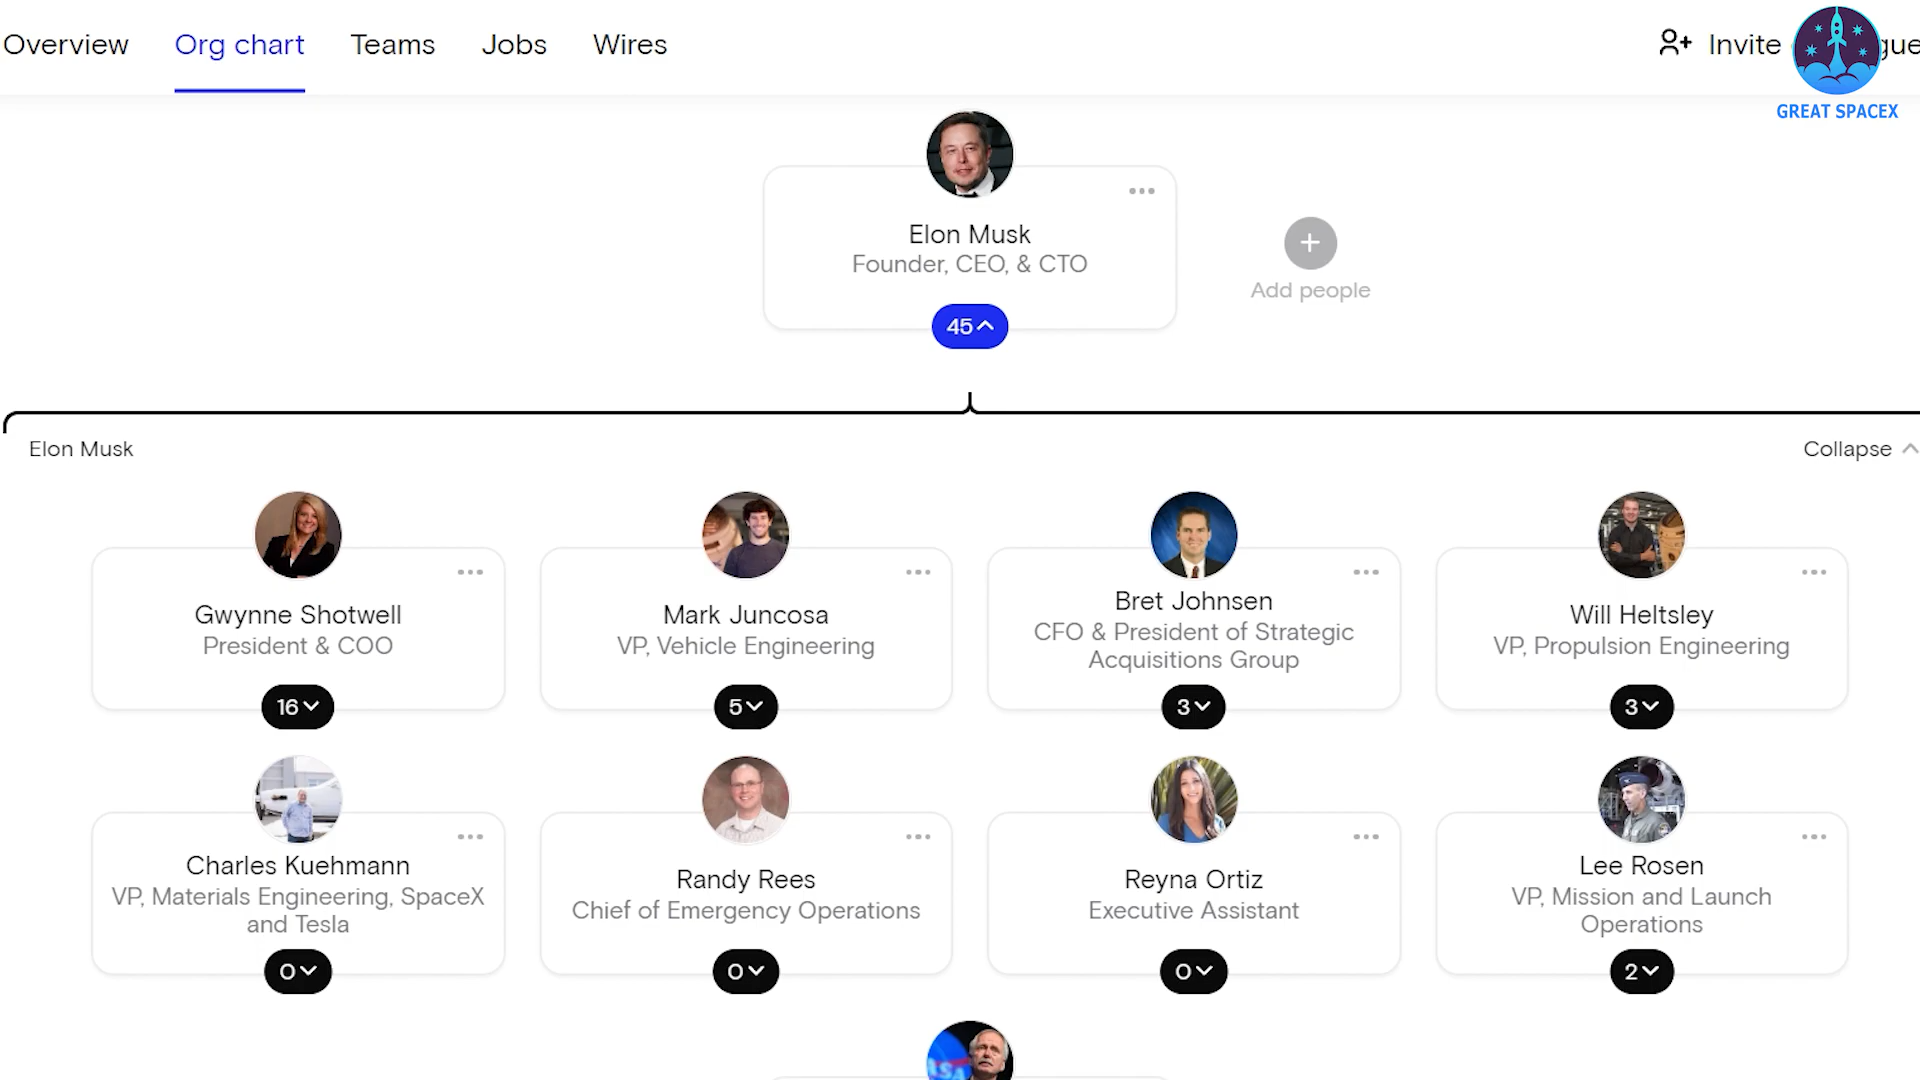 Overview
Org chart
Teams
Jobs
Wires
Invite
gue
GREAT SPACEX
Elon Musk
Founder, CEO, & CTO
45
Add people
Elon Musk
Collapse
Gwynne Shotwell
President & COO
16
Mark Juncosa
VP, Vehicle Engineering
5
Bret Johnsen
CFO & President of Strategic
Acquisitions Group
3
Will Heltsley
VP, Propulsion Engineering
3
Charles Kuehmann
VP, Materials Engineering, SpaceX
and Tesla
0
Randy Rees
Chief of Emergency Operations
0
Reyna Ortiz
Executive Assistant
0
Lee Rosen
VP, Mission and Launch
Operations
2